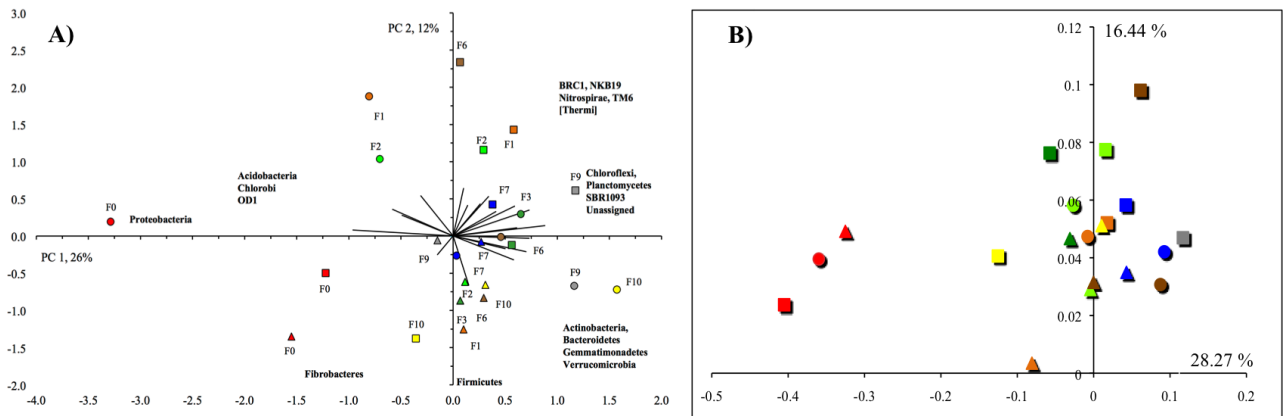 A)
PC 2, 12%
3.0
2.5
2.0
1.5
1.0
0.5
0.0
-0.5
-1.0
-1.5
-2.0
-4.0 -3.5 -3.0 -2.5 -2.0 -1.5 -1.0 -0.5 0.0 0.5 1.0 1.5 2.0
PC 1, 26%
F6
F1
F2
F2
F1
BRC1, NKB19
Nitrospirae, TM6
[Thermi]
F0
Proteobacteria
Acidobacteria
Chlorobi
OD1
F7
F3
F9
Chloroflexi,
Planctomycetes
SBR1093
Unassigned
F9
F7
F6
F0
F7
F2
F10
F9
F10
F0
F10
F3
F6
F1
Fibrobacteres
Firmicutes
Actinobacteria,
Bacteroidetes
Gemmatimonadetes
Verrucomicrobia
B)
16.44 %
0.12
0.1
0.08
0.06
0.04
0.02
0
28.27 %
-0.5 -0.4 -0.3 -0.2 -0.1 0 0.1 0.2